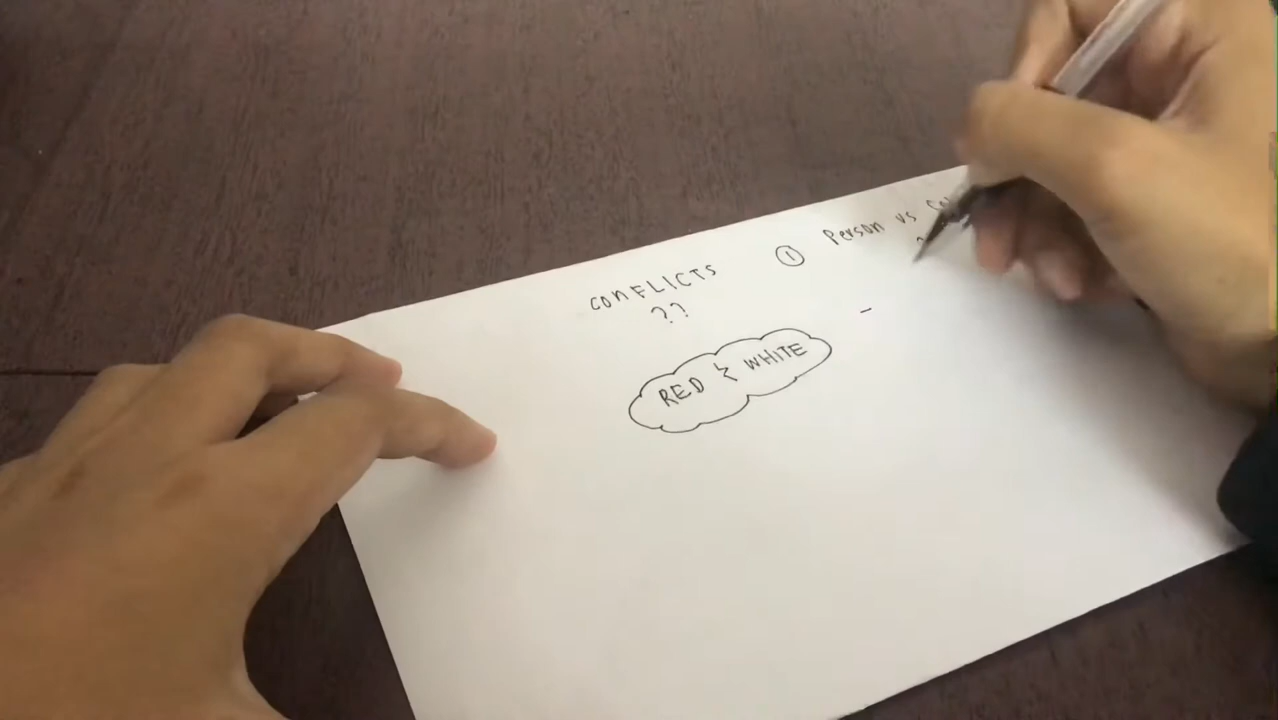 CONFLICTS
??
① Person vs
RED & WHITE
-